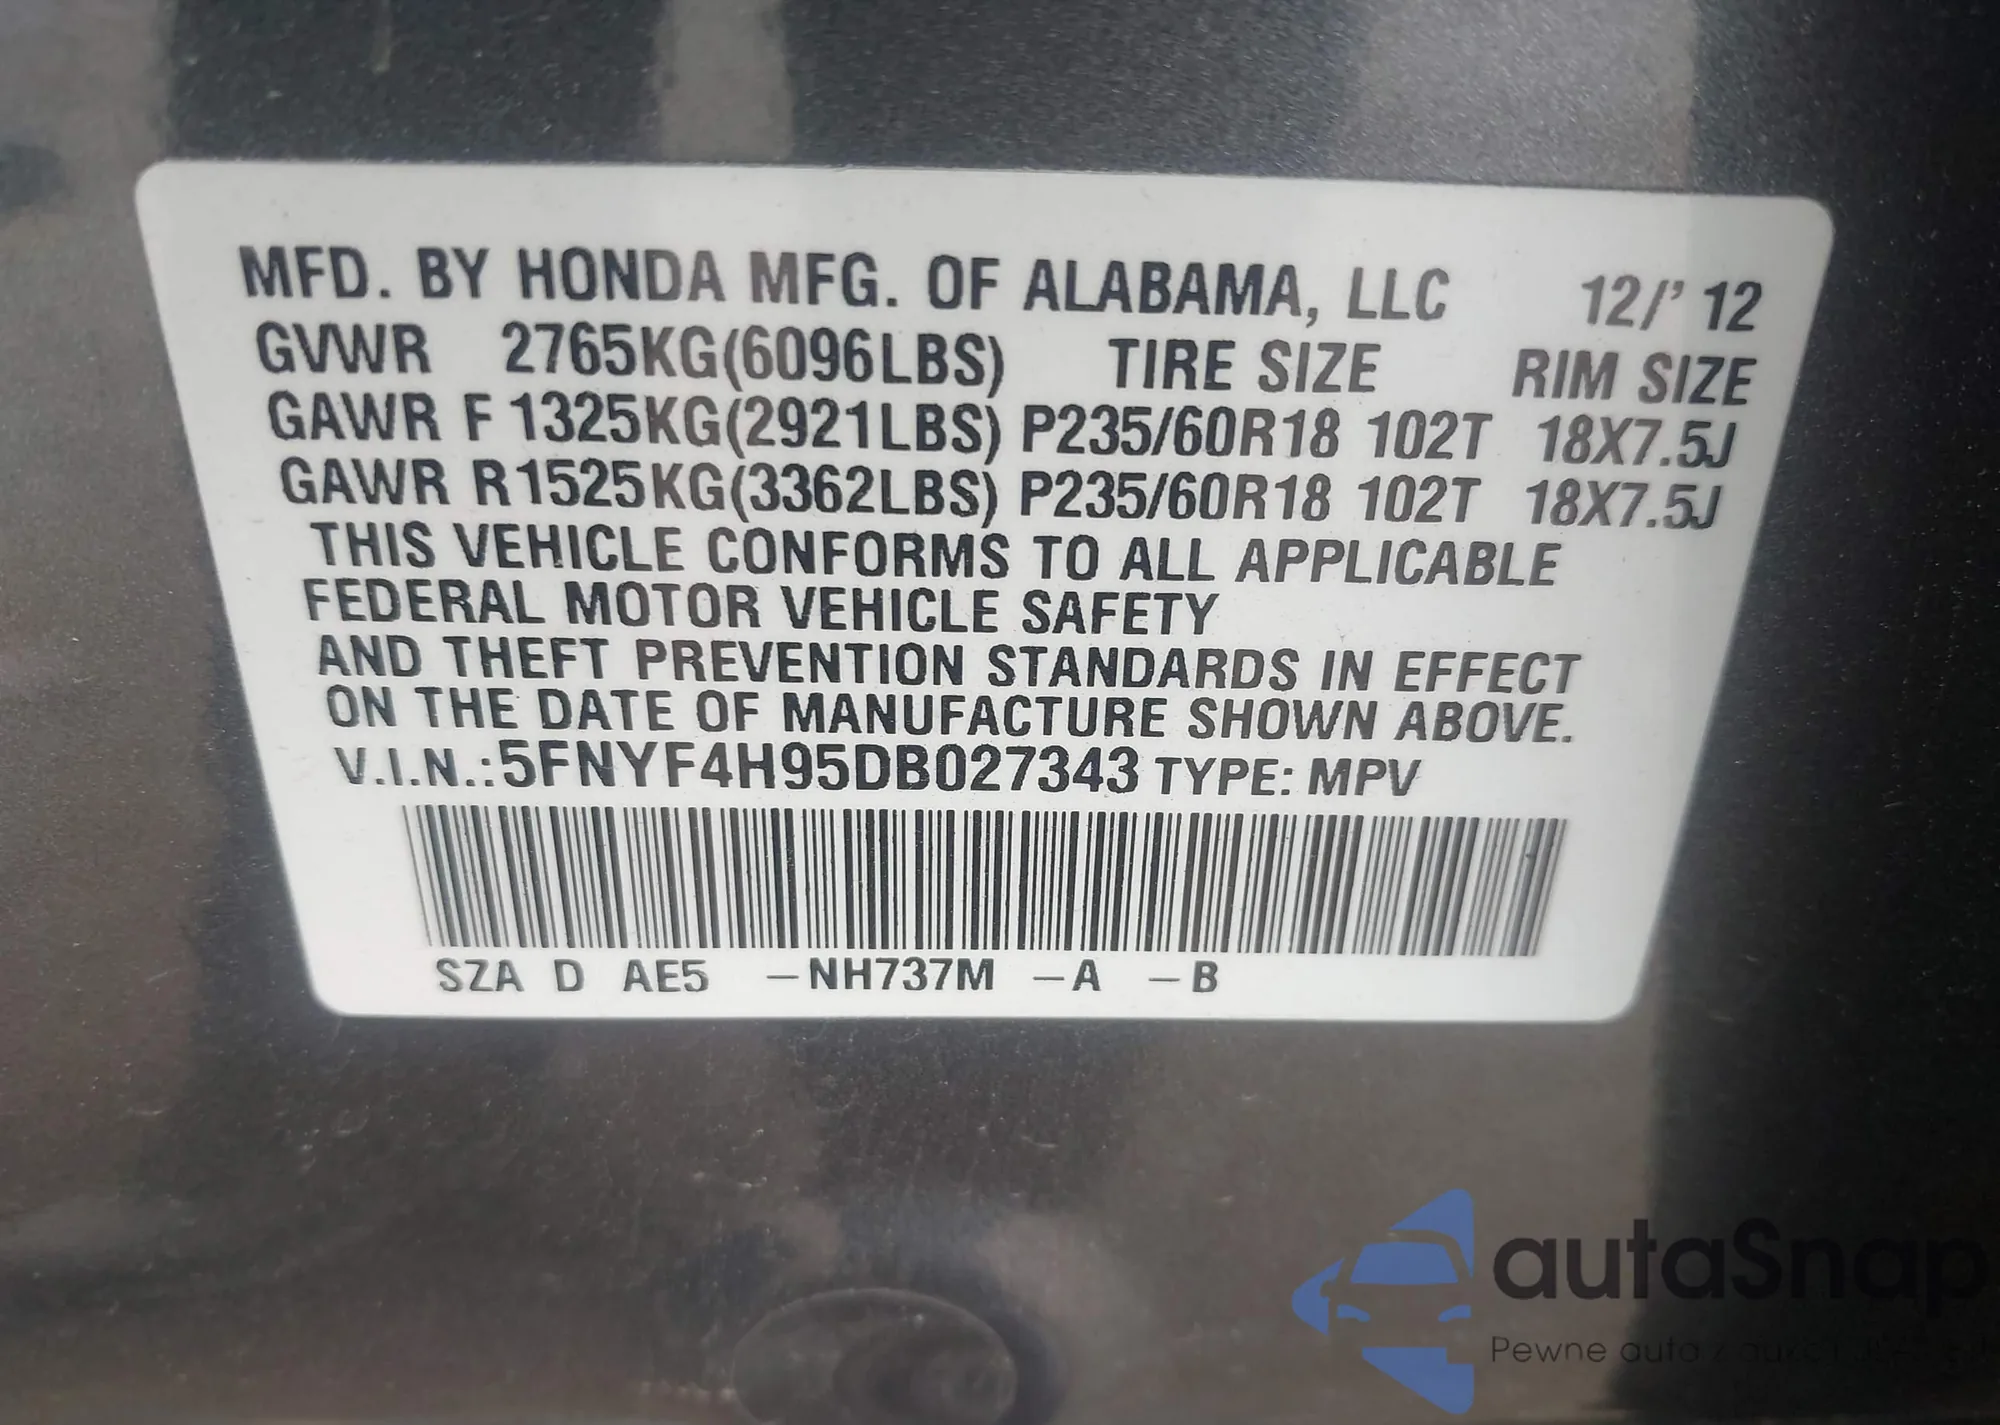 MFD. BY HONDA MFG. OF ALABAMA, LLC 12/' 12
GVWR 2765KG(6096LBS) TIRE SIZE RIM SIZE
GAWR F 1325KG(2921LBS) P235/60R18 102T 18X7.5J
GAWR R1525KG(3362LBS) P235/60R18 102T 18X7.5J
THIS VEHICLE CONFORMS TO ALL APPLICABLE
FEDERAL MOTOR VEHICLE SAFETY
AND THEFT PREVENTION STANDARDS IN EFFECT
ON THE DATE OF MANUFACTURE SHOWN ABOVE.
V.I.N.:5FNYF4H95DB027343 TYPE: MPV
SZA D AE5 –NH737M –A –B
autaSnap
Pewne auta z